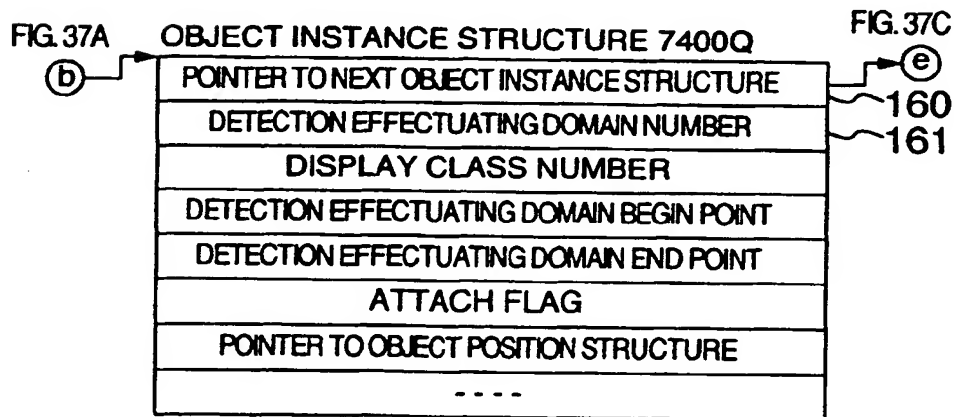 FIG. 37A
OBJECT INSTANCE STRUCTURE 7400Q
FIG. 37C
b
e
POINTER TO NEXT OBJECT INSTANCE STRUCTURE
160
DETECTION EFFECTUATING DOMAIN NUMBER
161
DISPLAY CLASS NUMBER
DETECTION EFFECTUATING DOMAIN BEGIN POINT
DETECTION EFFECTUATING DOMAIN END POINT
ATTACH FLAG
POINTER TO OBJECT POSITION STRUCTURE
- - - -